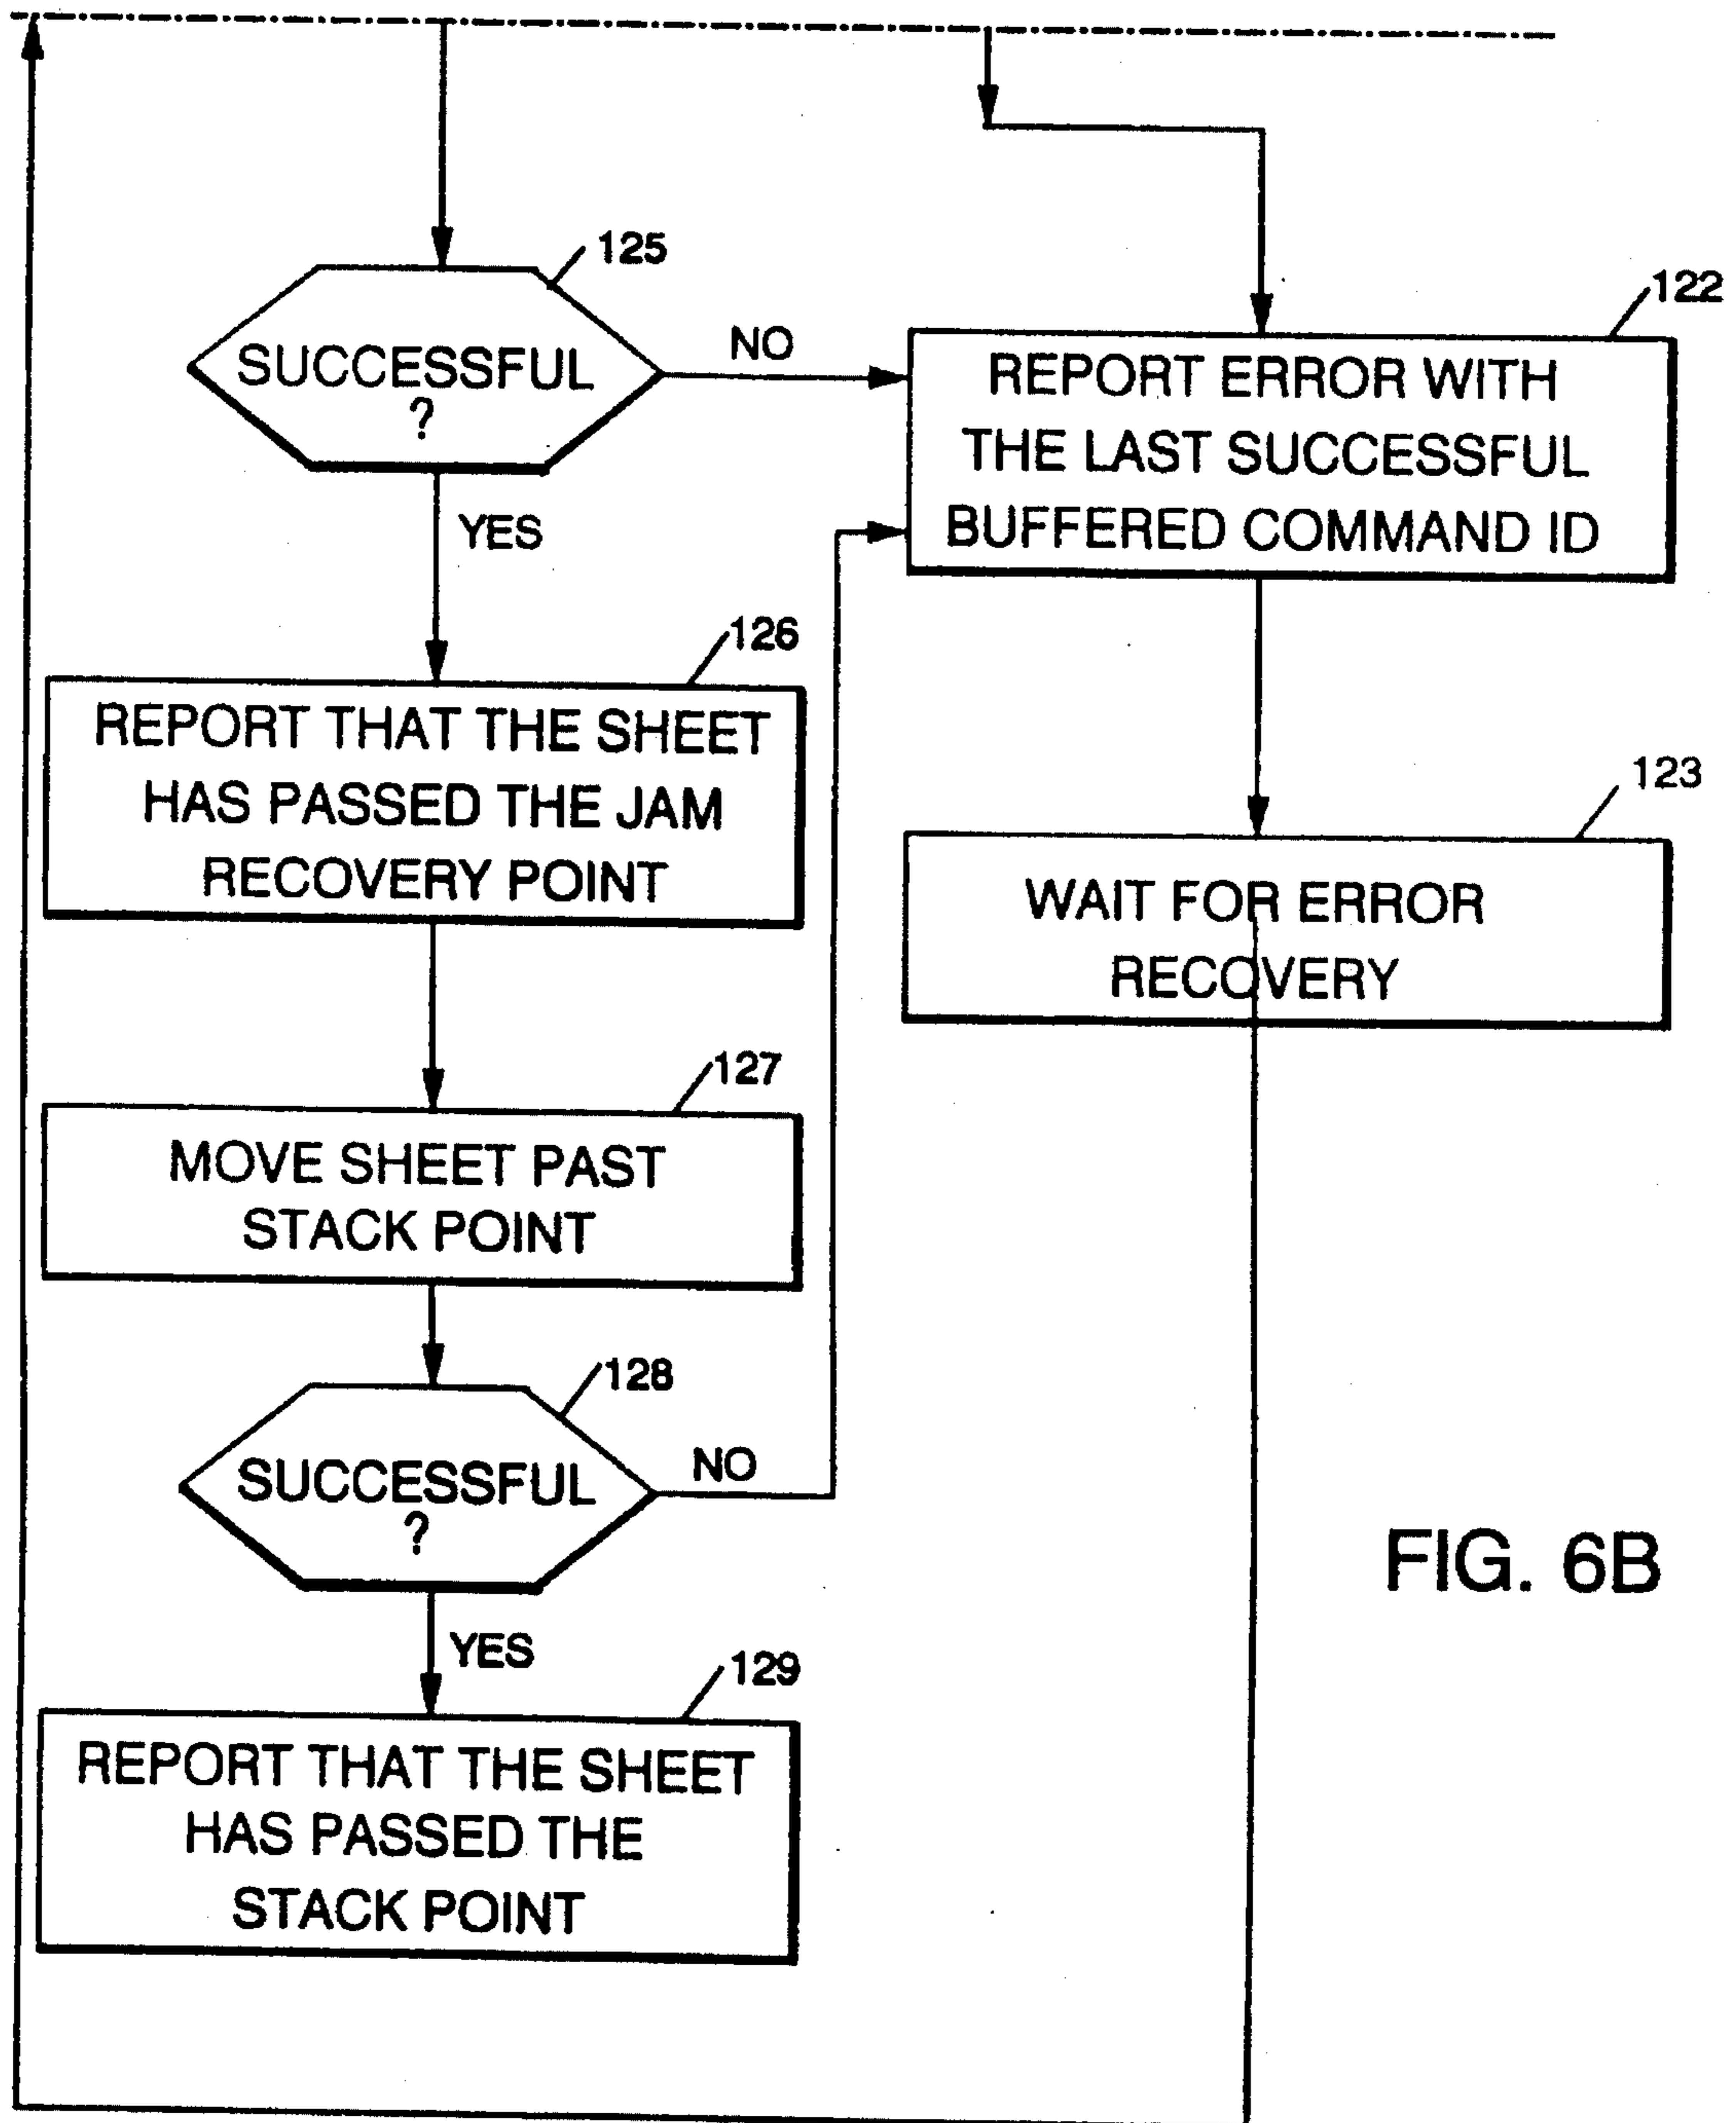 125
SUCCESSFUL
?
NO
YES
122
REPORT ERROR WITH
THE LAST SUCCESSFUL
BUFFERED COMMAND ID
126
REPORT THAT THE SHEET
HAS PASSED THE JAM
RECOVERY POINT
123
WAIT FOR ERROR
RECOVERY
127
MOVE SHEET PAST
STACK POINT
128
SUCCESSFUL
?
NO
YES
129
REPORT THAT THE SHEET
HAS PASSED THE
STACK POINT
FIG. 6B